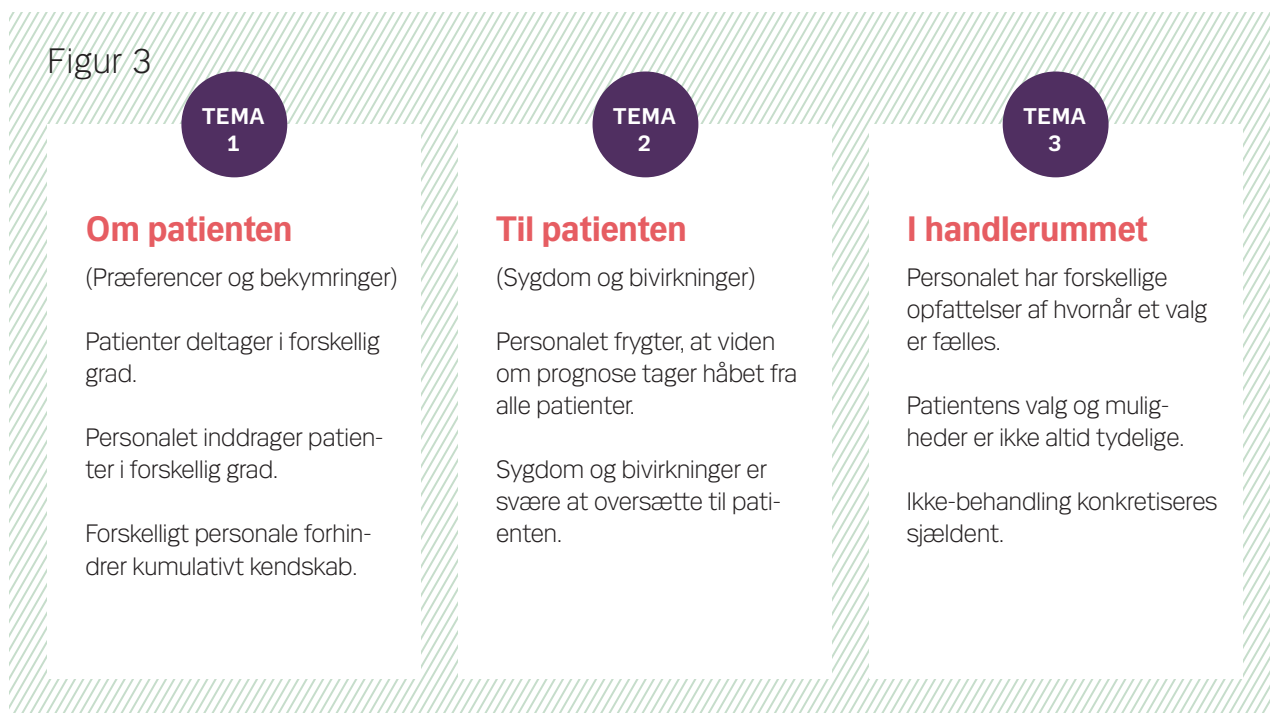 Figur 3
TEMA
1
Om patienten
(Præferencer og bekymringer)
Patienter deltager i forskellig
grad.
Personalet inddrager patien-
ter i forskellig grad.
Forskelligt personale forhin-
drer kumulativt kendskab.
TEMA
2
Til patienten
(Sygdom og bivirkninger)
Personalet frygter, at viden
om prognose tager håbet fra
alle patienter.
Sygdom og bivirkninger er
svære at oversætte til pati-
enten.
TEMA
3
I handlerummet
Personalet har forskellige
opfattelser af hvornår et valg
er fælles.
Patientens valg og mulig-
heder er ikke altid tydelige.
Ikke-behandling konkretiseres
sjældent.